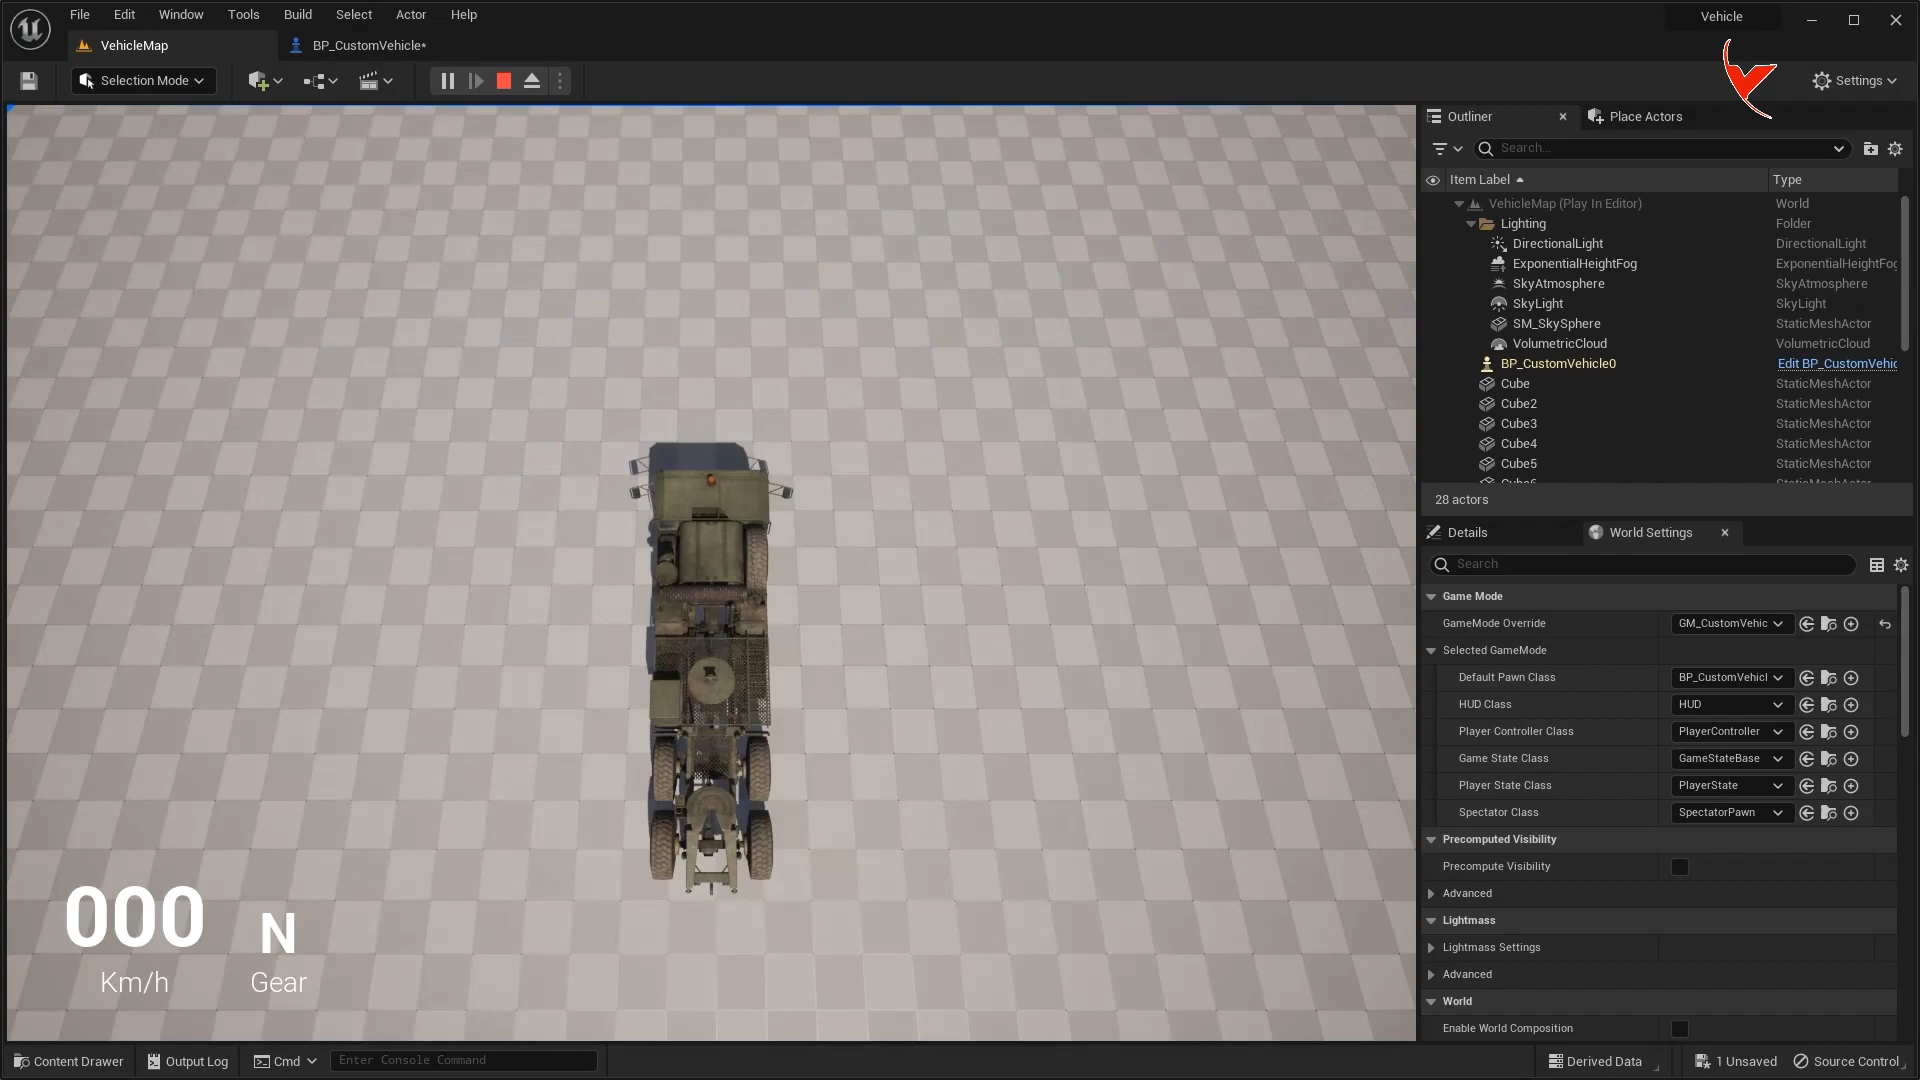 File Edit Window Tools Build Select Actor Help
Vehicle
VehicleMap
BP_CustomVehicle*
Selection Mode
Settings
Outliner
Place Actors
Search...
Item Label
Type
VehicleMap (Play In Editor) World
Lighting Folder
DirectionalLight DirectionalLight
ExponentialHeightFog ExponentialHeightFog
SkyAtmosphere SkyAtmosphere
SkyLight SkyLight
SM_SkySphere StaticMeshActor
VolumetricCloud VolumetricCloud
BP_CustomVehicle0 Edit BP_CustomVehic
Cube StaticMeshActor
Cube2 StaticMeshActor
Cube3 StaticMeshActor
Cube4 StaticMeshActor
Cube5 StaticMeshActor
28 actors
Details
World Settings
Search
Game Mode
GameMode Override GM_CustomVehic
Selected GameMode
Default Pawn Class BP_CustomVehicl
HUD Class HUD
Player Controller Class PlayerController
Game State Class GameStateBase
Player State Class PlayerState
Spectator Class SpectatorPawn
Precomputed Visibility
Precompute Visibility
Advanced
Lightmass
Lightmass Settings
Advanced
World
Enable World Composition
000 N
Km/h Gear
Content Drawer
Output Log
Cmd
Enter Console Command
Derived Data
1 Unsaved
Source Control